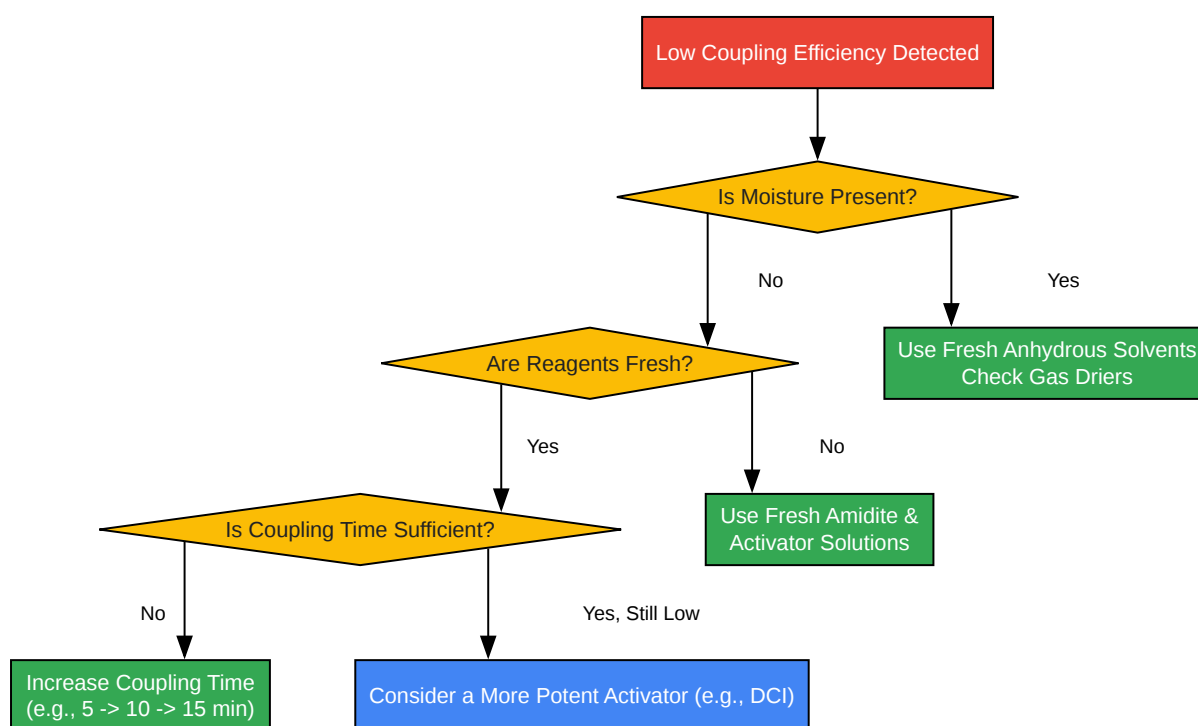 Low Coupling Efficiency Detected
Is Moisture Present?
No
Yes
Use Fresh Anhydrous Solvents
Check Gas Driers
Are Reagents Fresh?
Yes
No
Use Fresh Amidite &
Activator Solutions
Is Coupling Time Sufficient?
No
Yes, Still Low
Increase Coupling Time
(e.g., 5 -> 10 -> 15 min)
Consider a More Potent Activator (e.g., DCI)